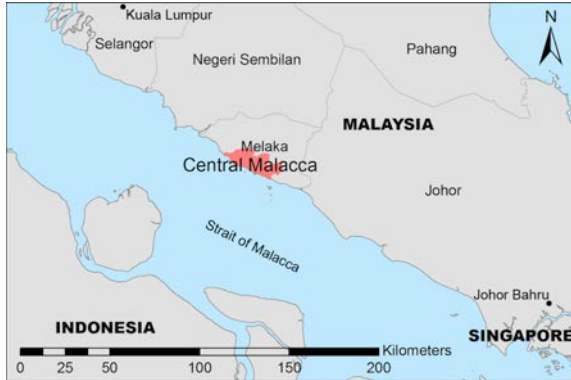 Kuala Lumpur
N
Selangor
Negeri Sembilan
Pahang
MALAYSIA
Melaka
Central Malacca
Johor
Strait of Malacca
Johor Bahru
INDONESIA
SINGAPORE
Kilometers
0 25 50 100 150 200